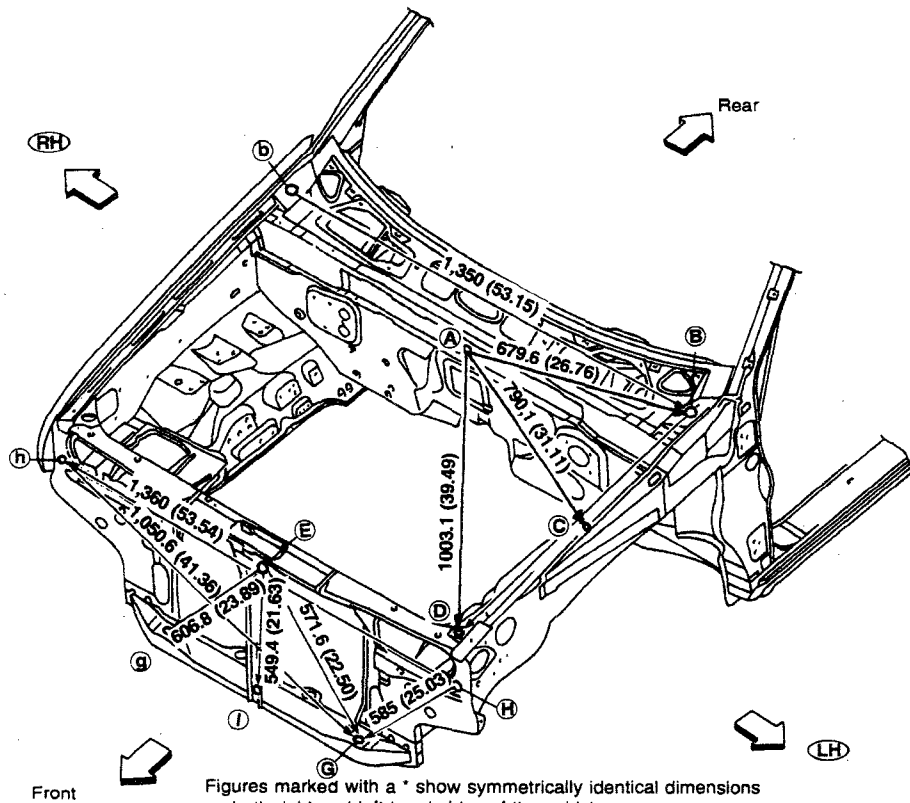 Rear
RH
b
1,350 (53.15)
A
B
679.6 (26.76)
790.1 (31.11)
1003.1 (39.49)
h
1,360 (53.54)
*1,050.6 (41.36)
E
C
D
606.8 (23.89)
549.4 (21.63)
571.6 (22.50)
585 (25.03)
g
H
i
G
LH
Front
Figures marked with a * show symmetrically identical dimensions